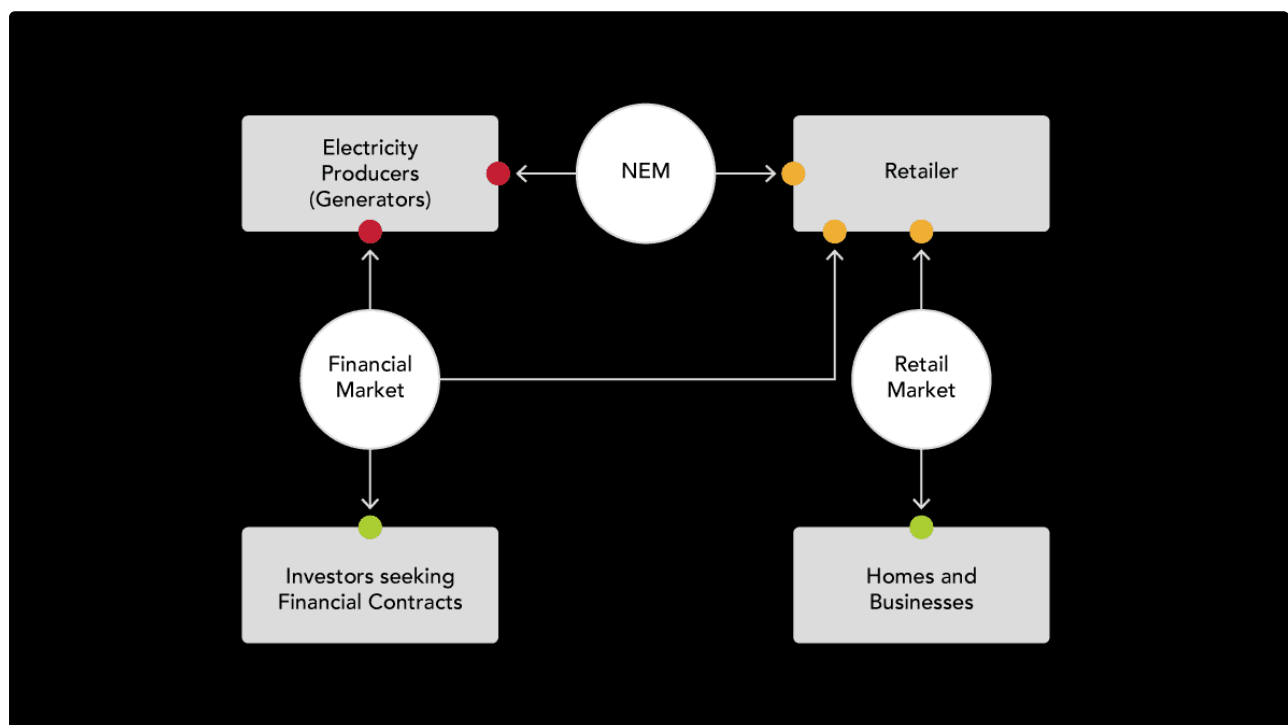 Electricity
Producers
(Generators)
NEM
Retailer
Financial
Market
Retail
Market
Investors seeking
Financial Contracts
Homes and
Businesses